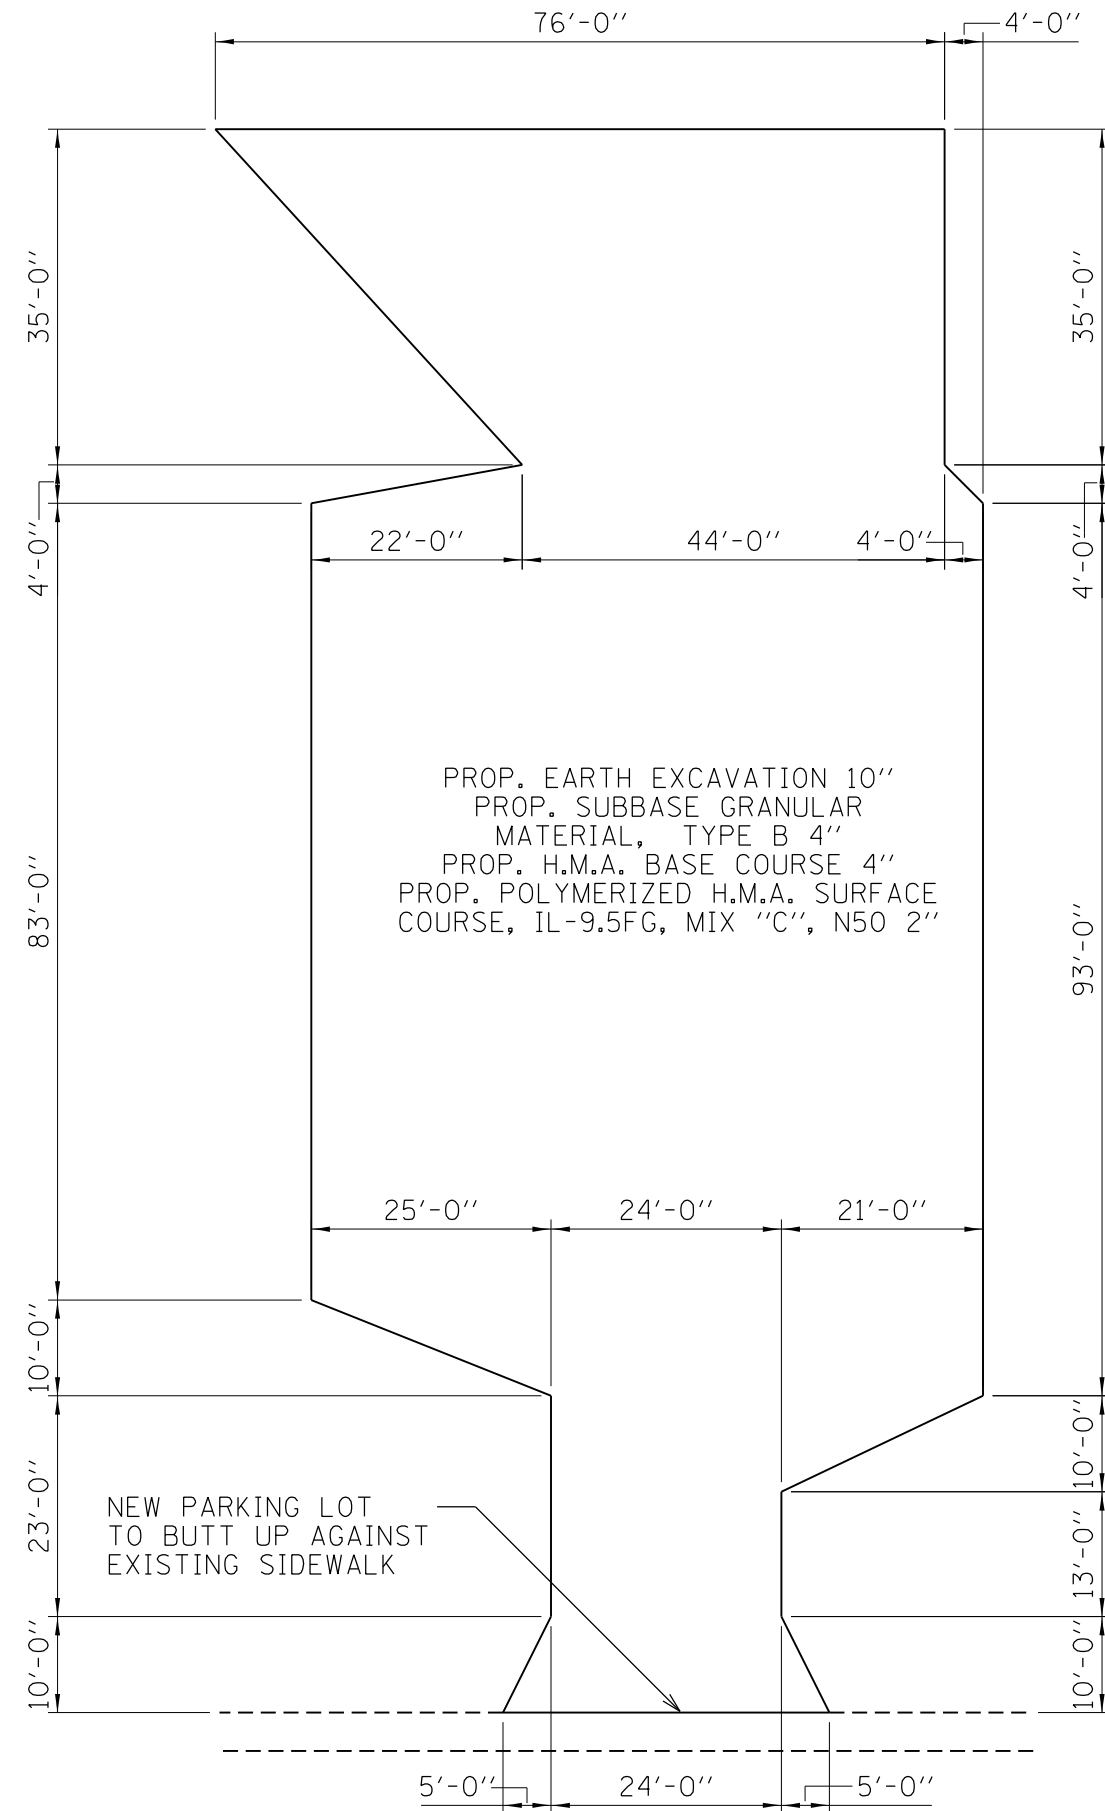 76'-0"
4'-0"
35'-0"
35'-0"
4'-0"
22'-0"
44'-0"
4'-0"
4'-0"
PROP. EARTH EXCAVATION 10"
PROP. SUBBASE GRANULAR
MATERIAL, TYPE B 4"
PROP. H.M.A. BASE COURSE 4"
PROP. POLYMERIZED H.M.A. SURFACE
COURSE, IL-9.5FG, MIX "C", N50 2"
83'-0"
93'-0"
25'-0"
24'-0"
21'-0"
10'-0"
10'-0"
23'-0"
NEW PARKING LOT
TO BUTT UP AGAINST
EXISTING SIDEWALK
13'-0"
10'-0"
10'-0"
5'-0"
24'-0"
5'-0"